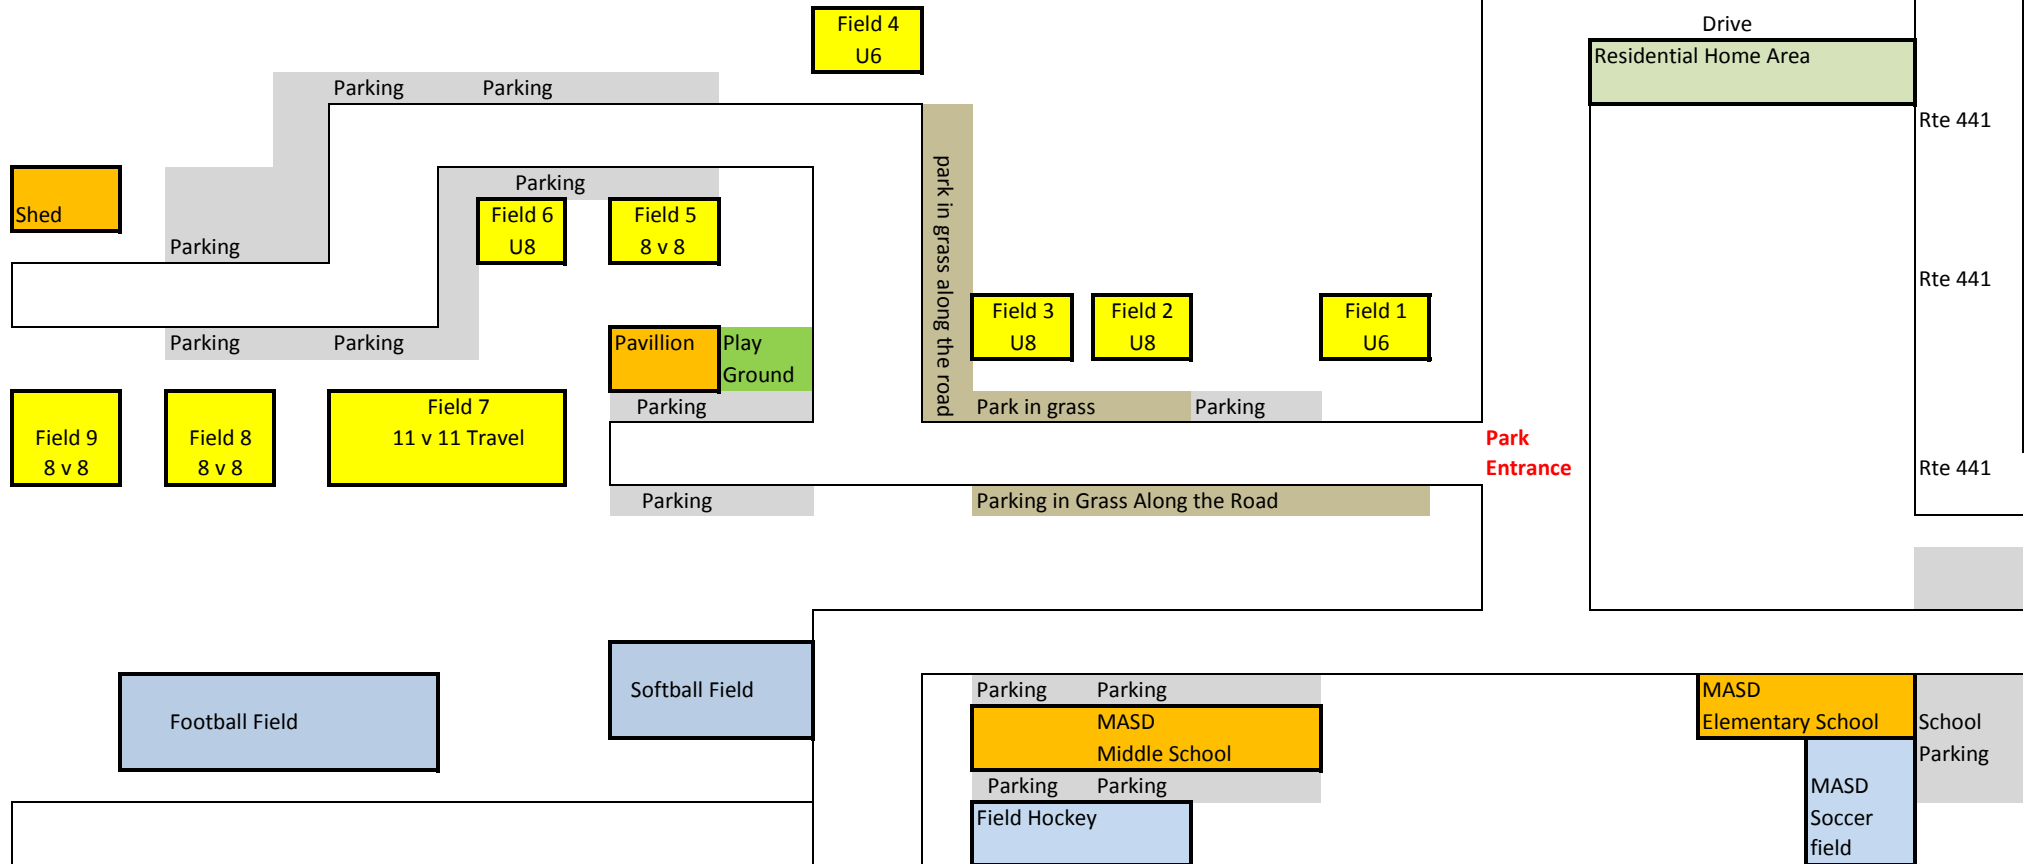 Field 4
U6
Drive
Residential Home Area
Parking Parking
Rte 441
Parking
Shed
Field 6
U8
Field 5
8 v 8
Parking
park in grass along the road
Rte 441
Field 3
U8
Field 2
U8
Field 1
U6
Parking Parking
Pavillion
Play
Ground
Parking
Park in grass
Parking
Field 9
8 v 8
Field 8
8 v 8
Field 7
11 v 11 Travel
Park
Entrance
Rte 441
Parking
Parking in Grass Along the Road
Softball Field
Football Field
Parking Parking
MASD
Middle School
Parking Parking
Field Hockey
MASD
Elementary School
School
Parking
MASD
Soccer
field